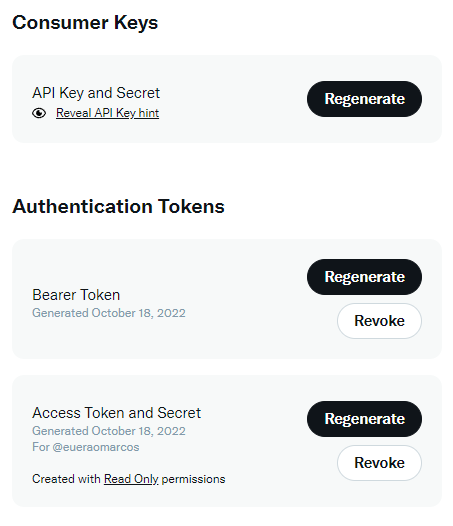 Consumer Keys
API Key and Secret
Regenerate
Reveal API Key hint
Authentication Tokens
Regenerate
Bearer Token
Generated October 18, 2022
Revoke
Access Token and Secret
Regenerate
Generated October 18, 2022
For @eueraomarcos
Revoke
Created with Read Only permissions